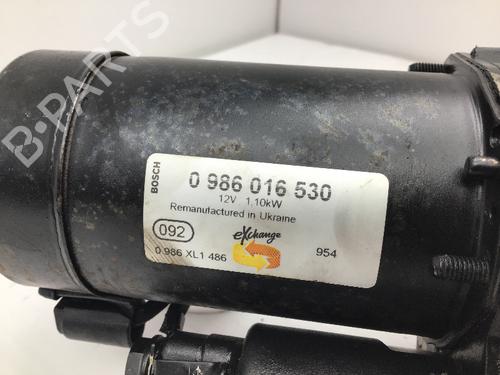 B-PARTS
BOSCH
0 986 016 530
12V 1,10kW
Remanufactured in Ukraine
092
eXchange
0 986 XL1 486
954